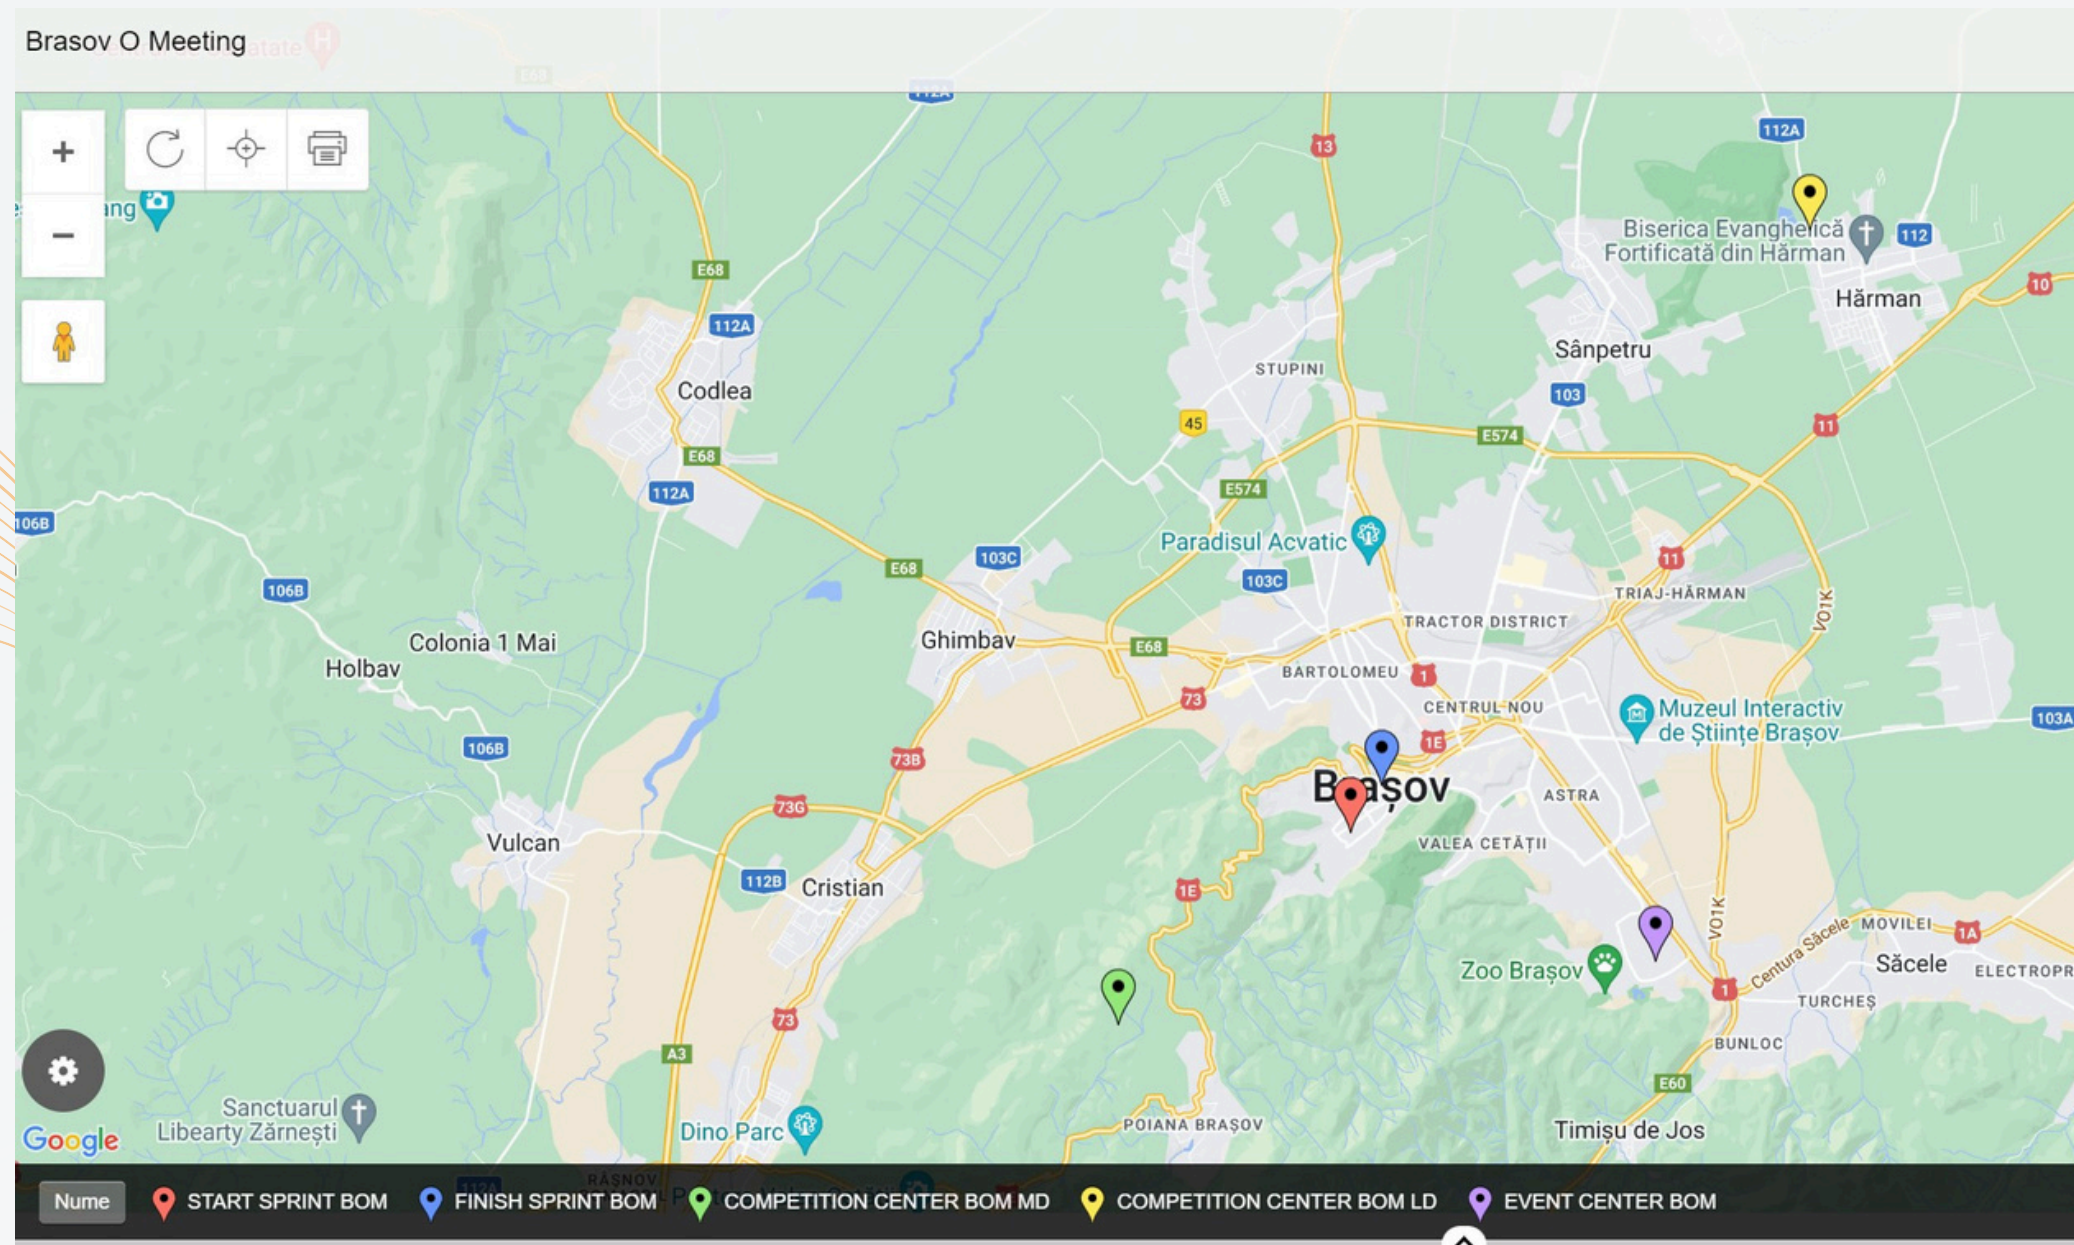 Brasov O Meeting
E68
112A
13
112A
ang
Biserica Evanghelică
Fortificată din Hărman
112
E68
10
Hărman
112A
Sânpetru
STUPINI
Codlea
103
45
11
E574
E68
E574
112A
106B
Paradisul Acvatic
103C
11
E68
103C
106B
TRIAJ-HĂRMAN
V01K
TRACTOR DISTRICT
Colonia 1 Mai
Ghimbav
E68
Holbav
BARTOLOMEU
1
73
CENTRUL NOU
Muzeul Interactiv
de Științe Brașov
103A
106B
1E
73B
Brașov
ASTRA
73G
Vulcan
VALEA CETĂȚII
112B
Cristian
1E
V01K
Centura Săcele
MOVILEI
1A
Săcele
Zoo Brașov
ELECTROPR
1
TURCHEȘ
73
BUNLOC
A3
E60
Sanctuarul
Libearty Zărnești
Google
Dino Parc
POIANA BRAȘOV
Timișu de Jos
RÂȘNOV
112A
Nume
START SPRINT BOM
FINISH SPRINT BOM
COMPETITION CENTER BOM MD
COMPETITION CENTER BOM LD
EVENT CENTER BOM